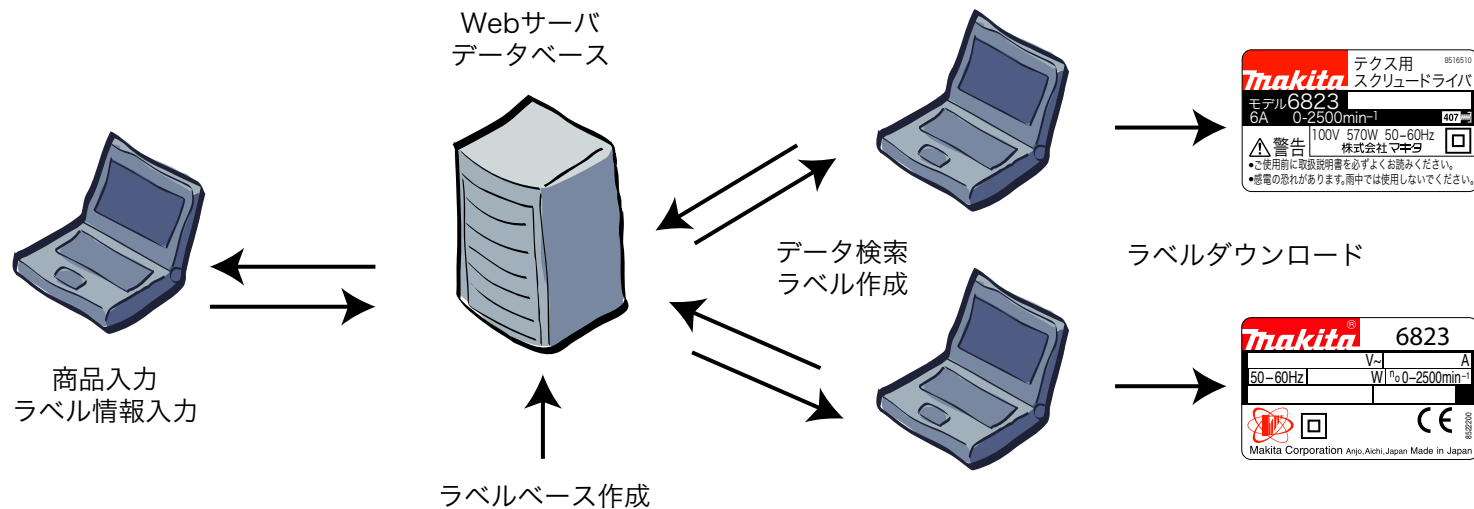 Webサーバ
データベース
商品入力
ラベル情報入力
ラベルベース作成
データ検索
ラベル作成
ラベルダウンロード
makita
テクス用
8516510
スクリュードライバ
モデル6823
6A 0-2500min-1
407
警告
100V 570W 50-60Hz
株式会社マキタ
•ご使用前に取扱説明書を必ずよくお読みください。
•感電の恐れがあります。雨中では使用しないでください。
makita®
6823
V~ A
50-60Hz W no 0-2500min-1
CE
8522200
Makita Corporation Anjo,Aichi,Japan Made in Japan